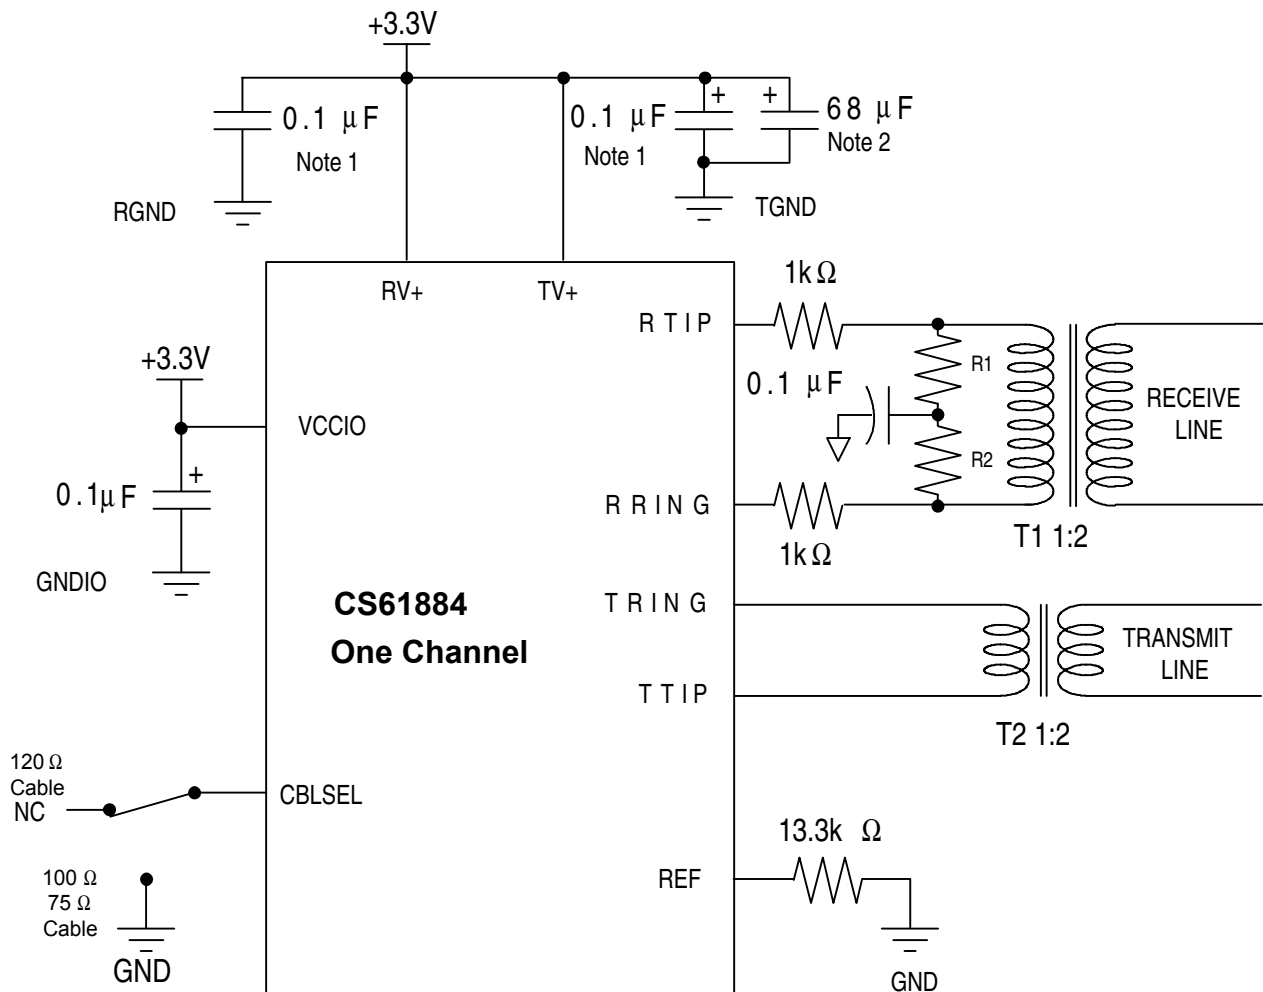 +3.3V
+
+
0.1 μF
Note 1
0.1 μF
Note 1
68 μF
Note 2
RGND
TGND
RV+
TV+
RTIP
1kΩ
R1
0.1 μF
R2
RECEIVE
LINE
+3.3V
VCCIO
+
0.1μF
GNDIO
RRING
1kΩ
T1 1:2
CS61884
One Channel
TRING
TTIP
TRANSMIT
LINE
T2 1:2
120 Ω
Cable
NC
CBLSEL
100 Ω
75 Ω
Cable
GND
REF
13.3k Ω
GND